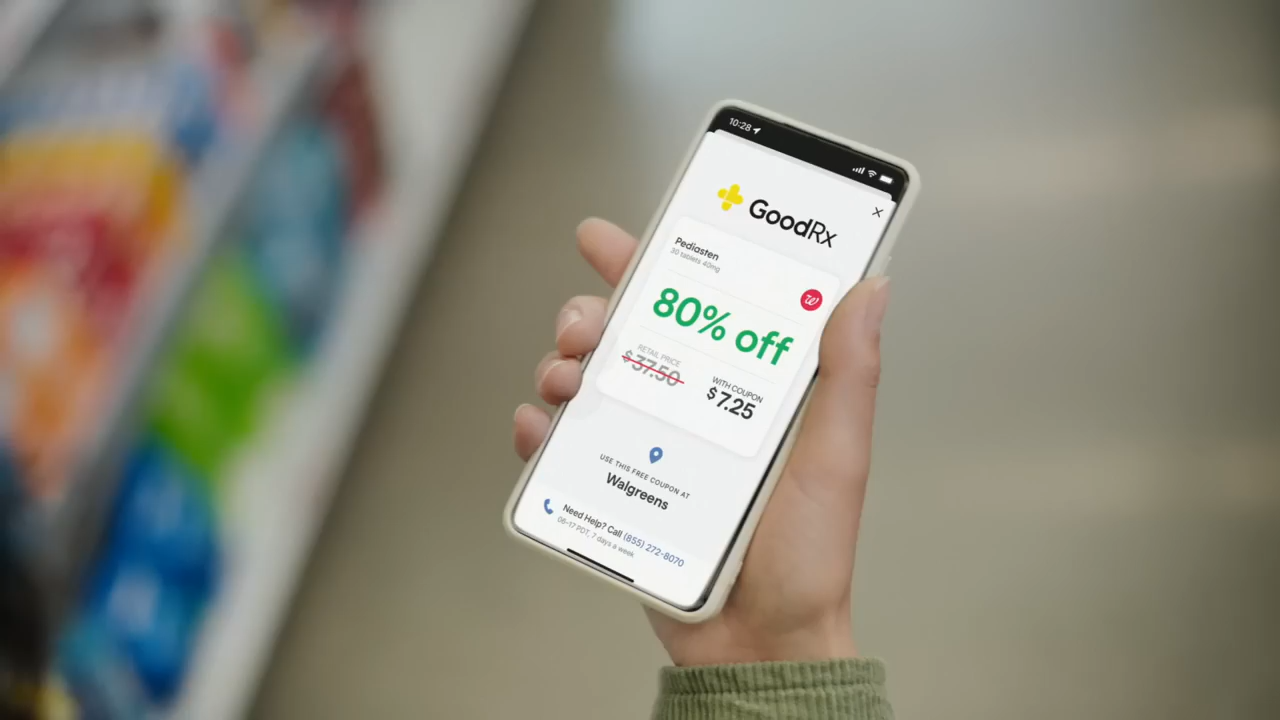 10:28
GoodRx
Pediasten
30 tablets 40mg
80% off
RETAIL PRICE
$37.50
WITH COUPON
$7.25
USE THIS FREE COUPON AT
Walgreens
Need Help? Call (855) 272-8070
06-17 PDT, 7 days a week